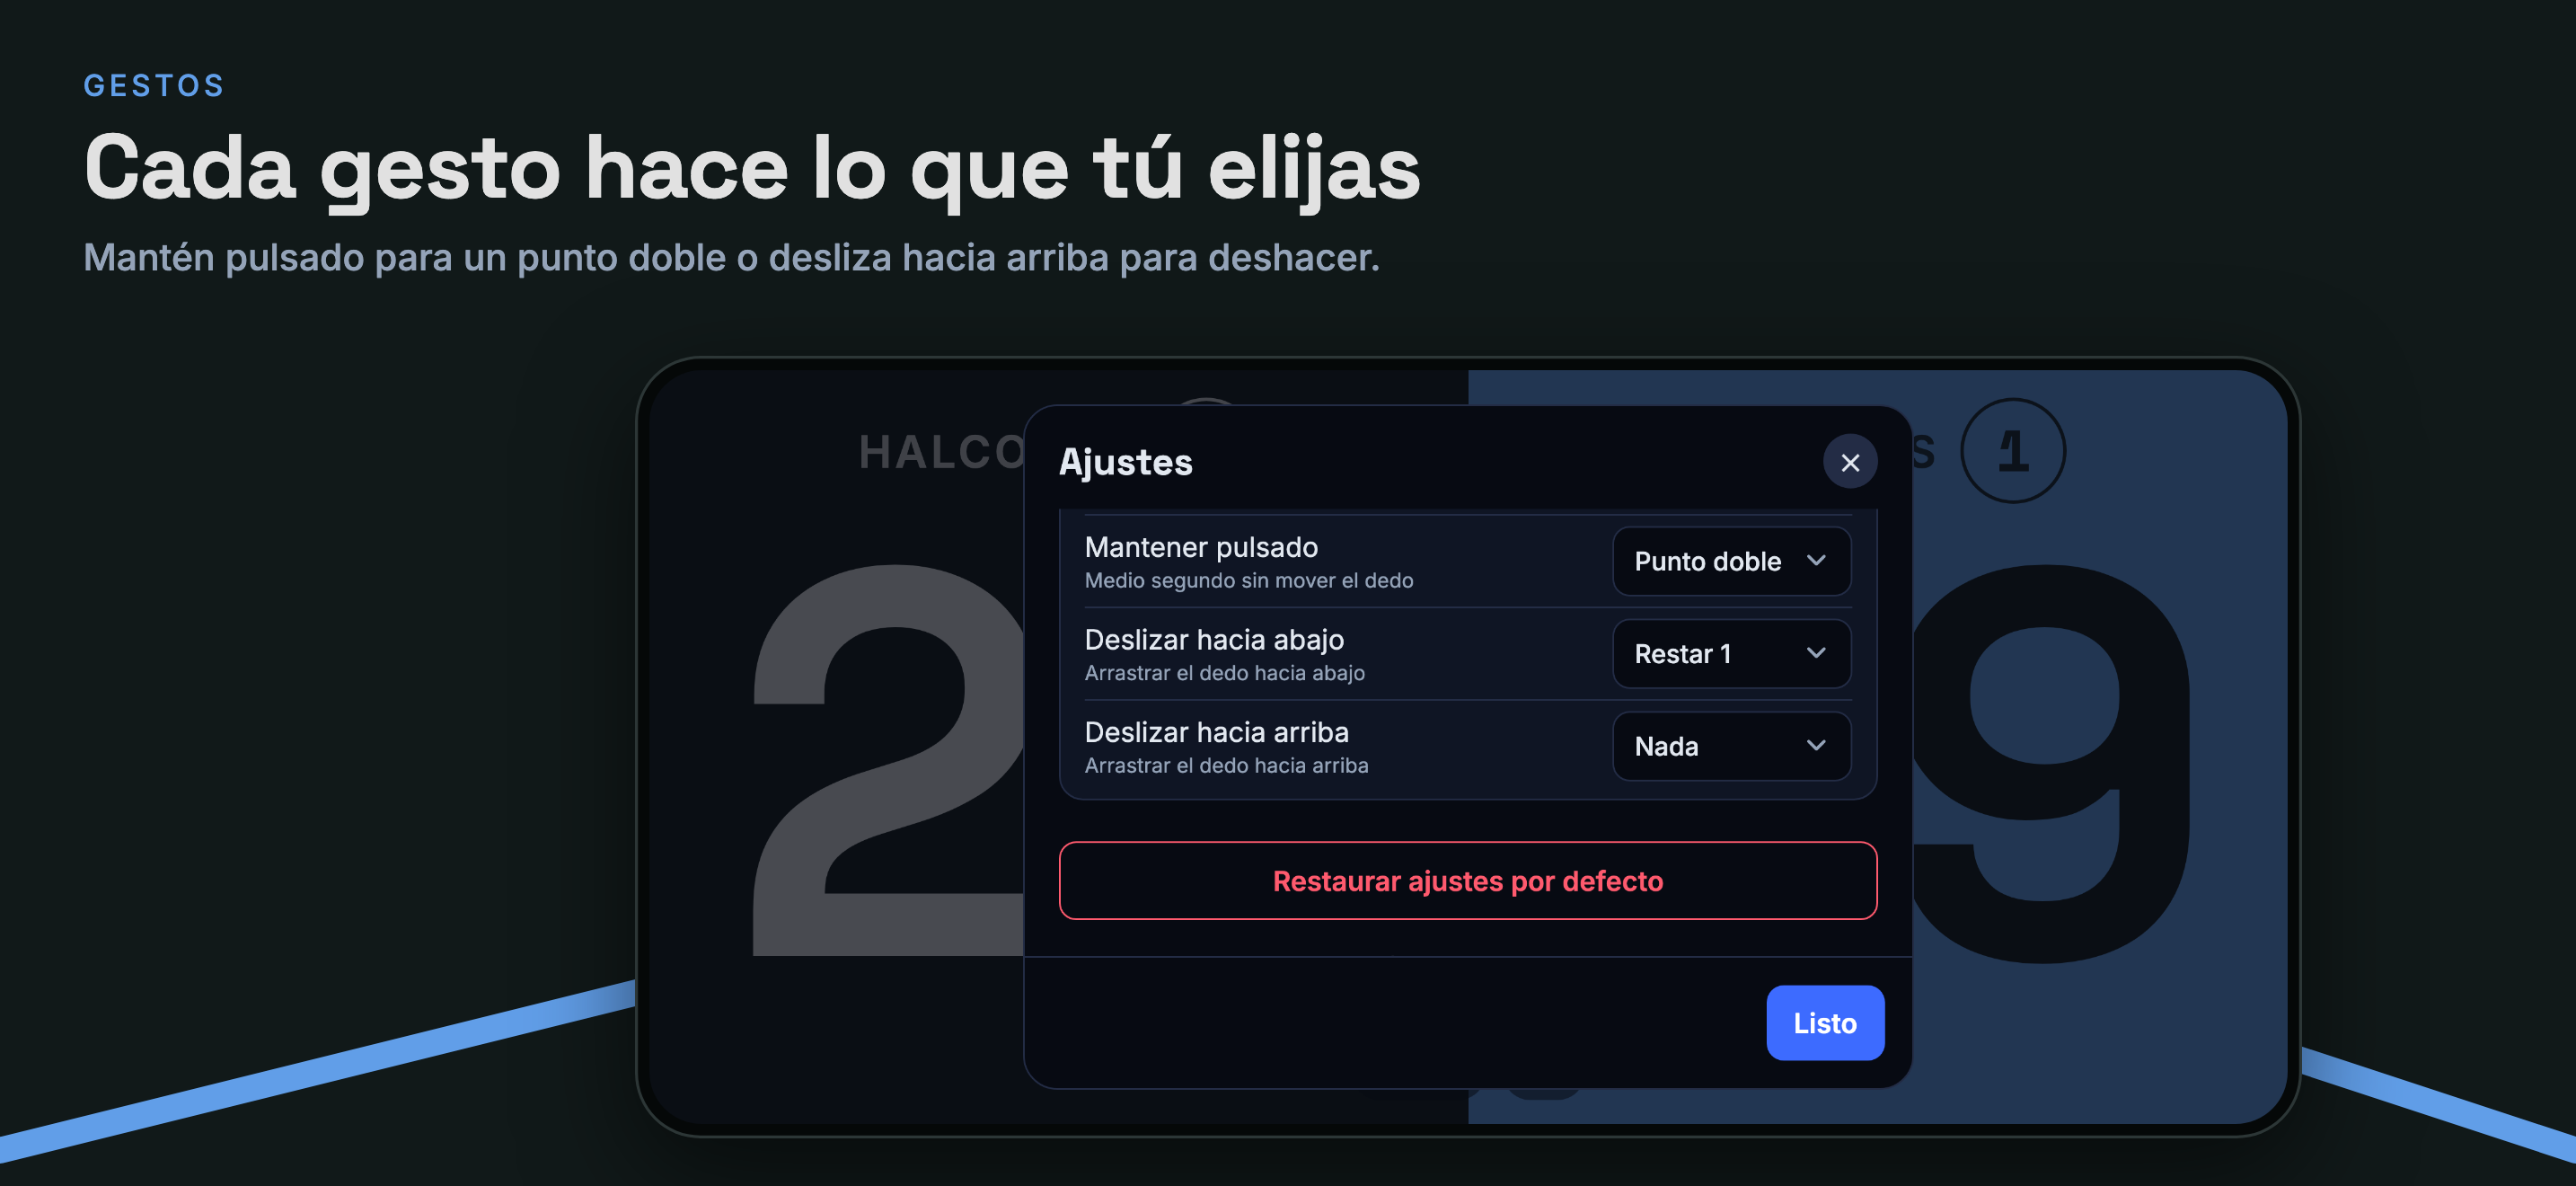 GESTOS
Cada gesto hace lo que tú elijas
Mantén pulsado para un punto doble o desliza hacia arriba para deshacer.
HALCO
S
1
2
9
Ajustes
Mantener pulsado
Punto doble
Medio segundo sin mover el dedo
Deslizar hacia abajo
Restar 1
Arrastrar el dedo hacia abajo
Deslizar hacia arriba
Nada
Arrastrar el dedo hacia arriba
Restaurar ajustes por defecto
Listo